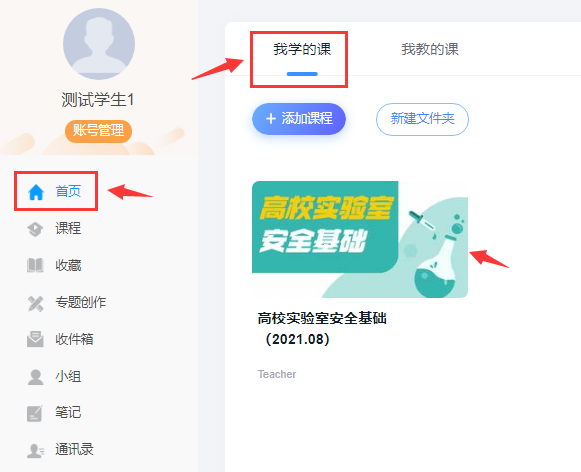 测试学生1
账号管理
首页
课程
收藏
专题创作
收件箱
小组
笔记
通讯录
我学的课
我教的课
+ 添加课程
新建文件夹
高校实验室
安全基础
高校实验室安全基础
（2021.08）
Teacher